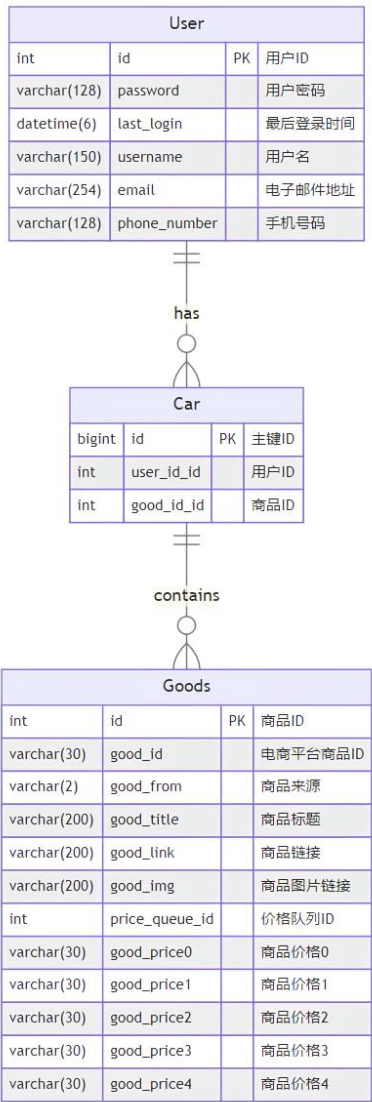 User
int id PK 用户ID
varchar(128) password 用户密码
datetime(6) last_login 最后登录时间
varchar(150) username 用户名
varchar(254) email 电子邮件地址
varchar(128) phone_number 手机号码
has
Car
bigint id PK 主键ID
int user_id_id 用户ID
int good_id_id 商品ID
contains
Goods
int id PK 商品ID
varchar(30) good_id 电商平台商品ID
varchar(2) good_from 商品来源
varchar(200) good_title 商品标题
varchar(200) good_link 商品链接
varchar(200) good_img 商品图片链接
int price_queue_id 价格队列ID
varchar(30) good_price0 商品价格0
varchar(30) good_price1 商品价格1
varchar(30) good_price2 商品价格2
varchar(30) good_price3 商品价格3
varchar(30) good_price4 商品价格4